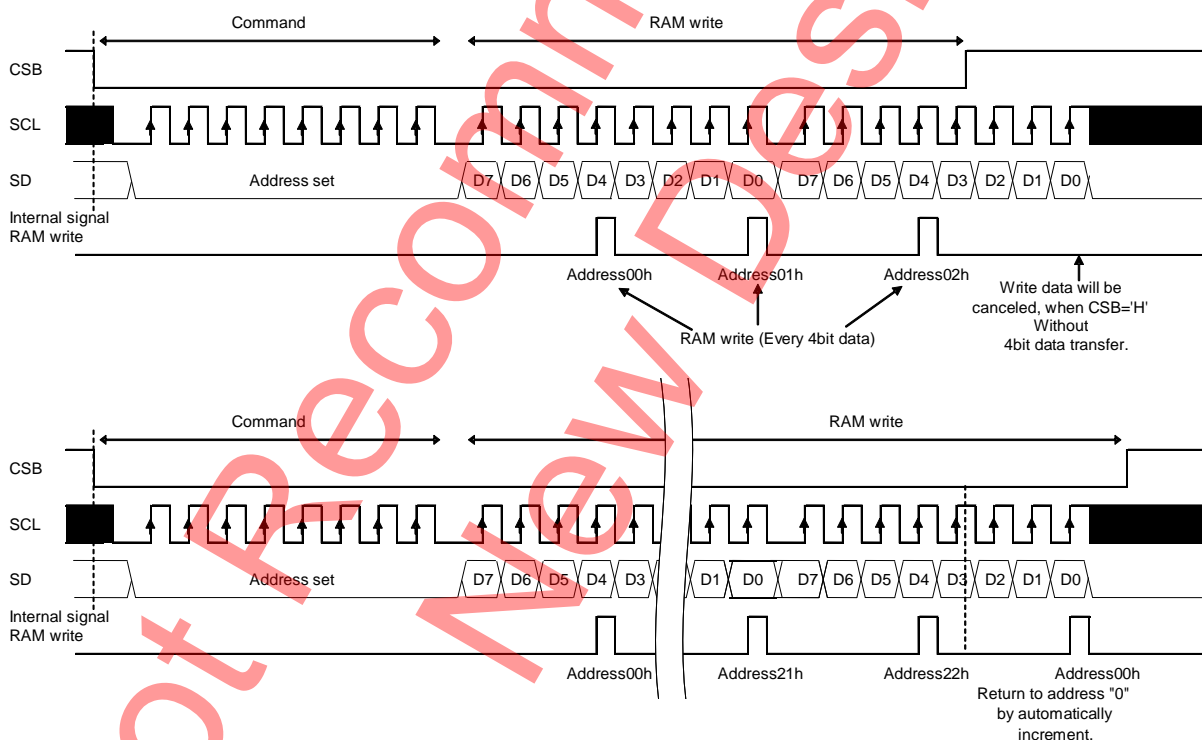 Command RAM write
CSB
SCL
SD Address set D7 D6 D5 D4 D3 D2 D1 D0 D7 D6 D5 D4 D3 D2 D1 D0
Internal signal
RAM write
Address00h Address01h Address02h
RAM write (Every 4bit data)
Write data will be
canceled, when CSB='H'
Without
4bit data transfer.
Command RAM write
CSB
SCL
SD Address set D7 D6 D5 D4 D3 D1 D0 D7 D6 D5 D4 D3 D2 D1 D0
Internal signal
RAM write
Address00h Address21h Address22h Address00h
Return to address "0"
by automatically
increment.
ot Recomm
New Des